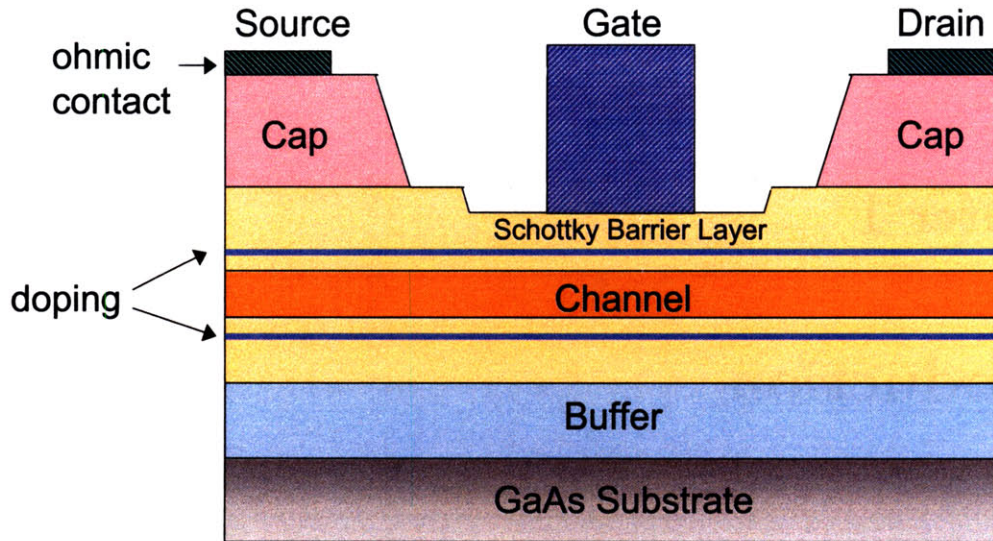 Source
Gate
Drain
ohmic
contact
Cap
Cap
Schottky Barrier Layer
doping
Channel
Buffer
GaAs Substrate